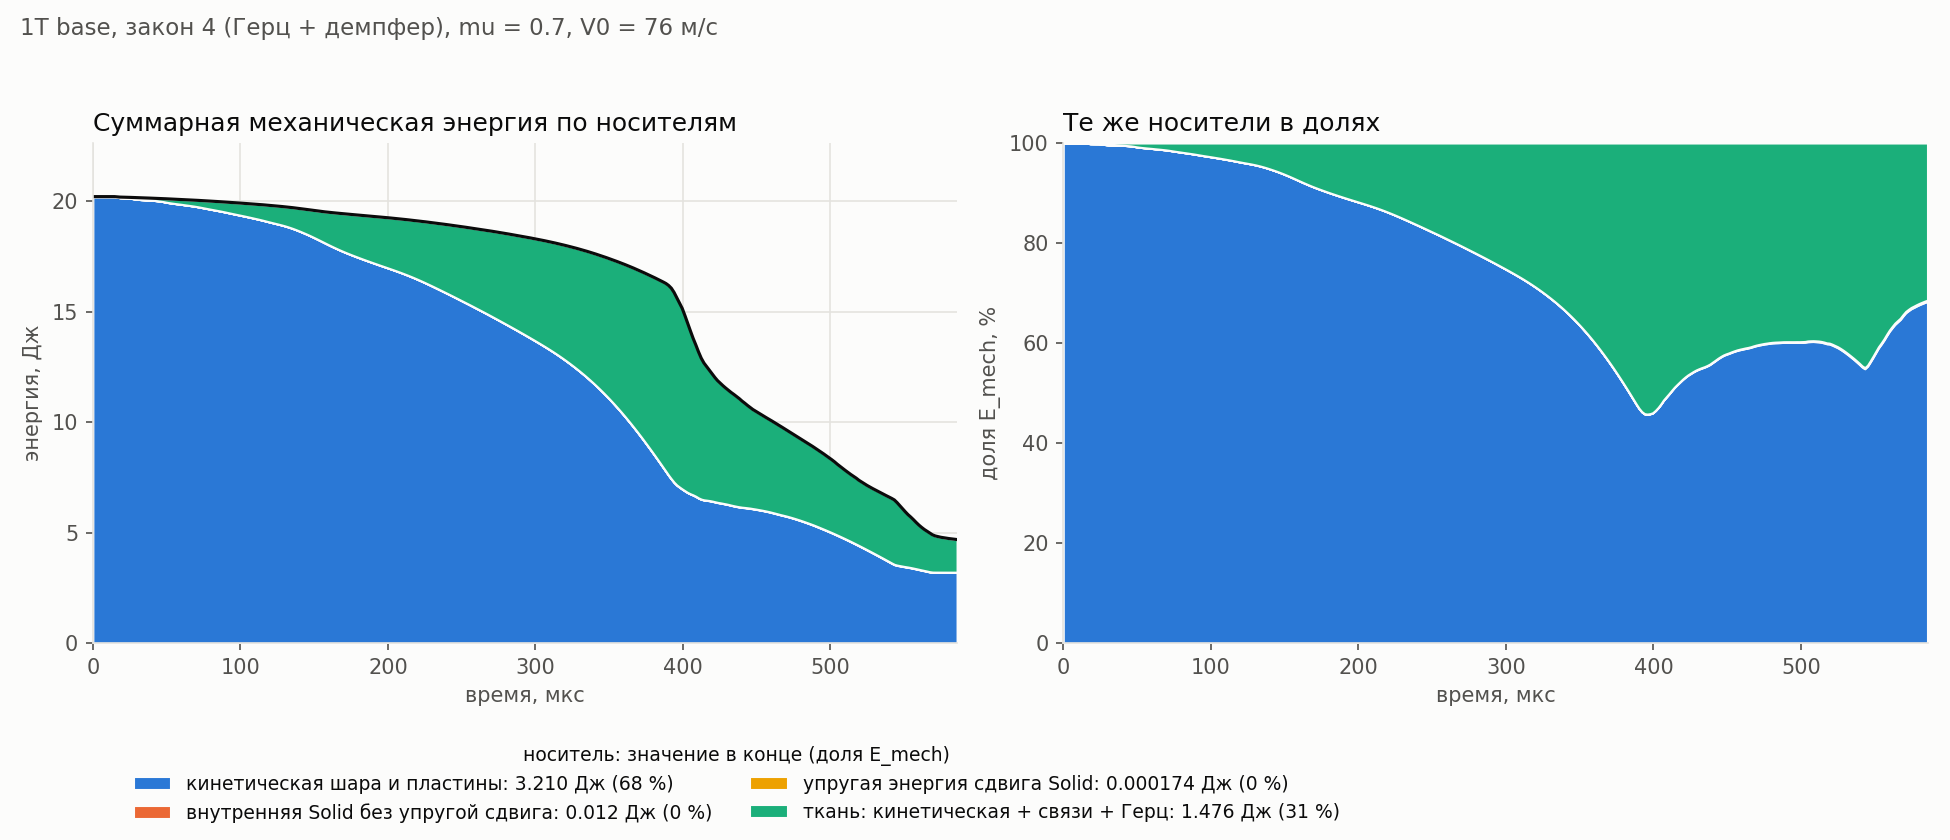 1T base, закон 4 (Герц + демпфер), mu = 0.7, V0 = 76 м/с
Суммарная механическая энергия по носителям
энергия, Дж
20
15
10
5
0
0 100 200 300 400 500
время, мкс
Те же носители в долях
доля E_mech, %
100
80
60
40
20
0
0 100 200 300 400 500
время, мкс
носитель: значение в конце (доля E_mech)
кинетическая шара и пластины: 3.210 Дж (68 %)
внутренняя Solid без упругой сдвига: 0.012 Дж (0 %)
упругая энергия сдвига Solid: 0.000174 Дж (0 %)
ткань: кинетическая + связи + Герц: 1.476 Дж (31 %)